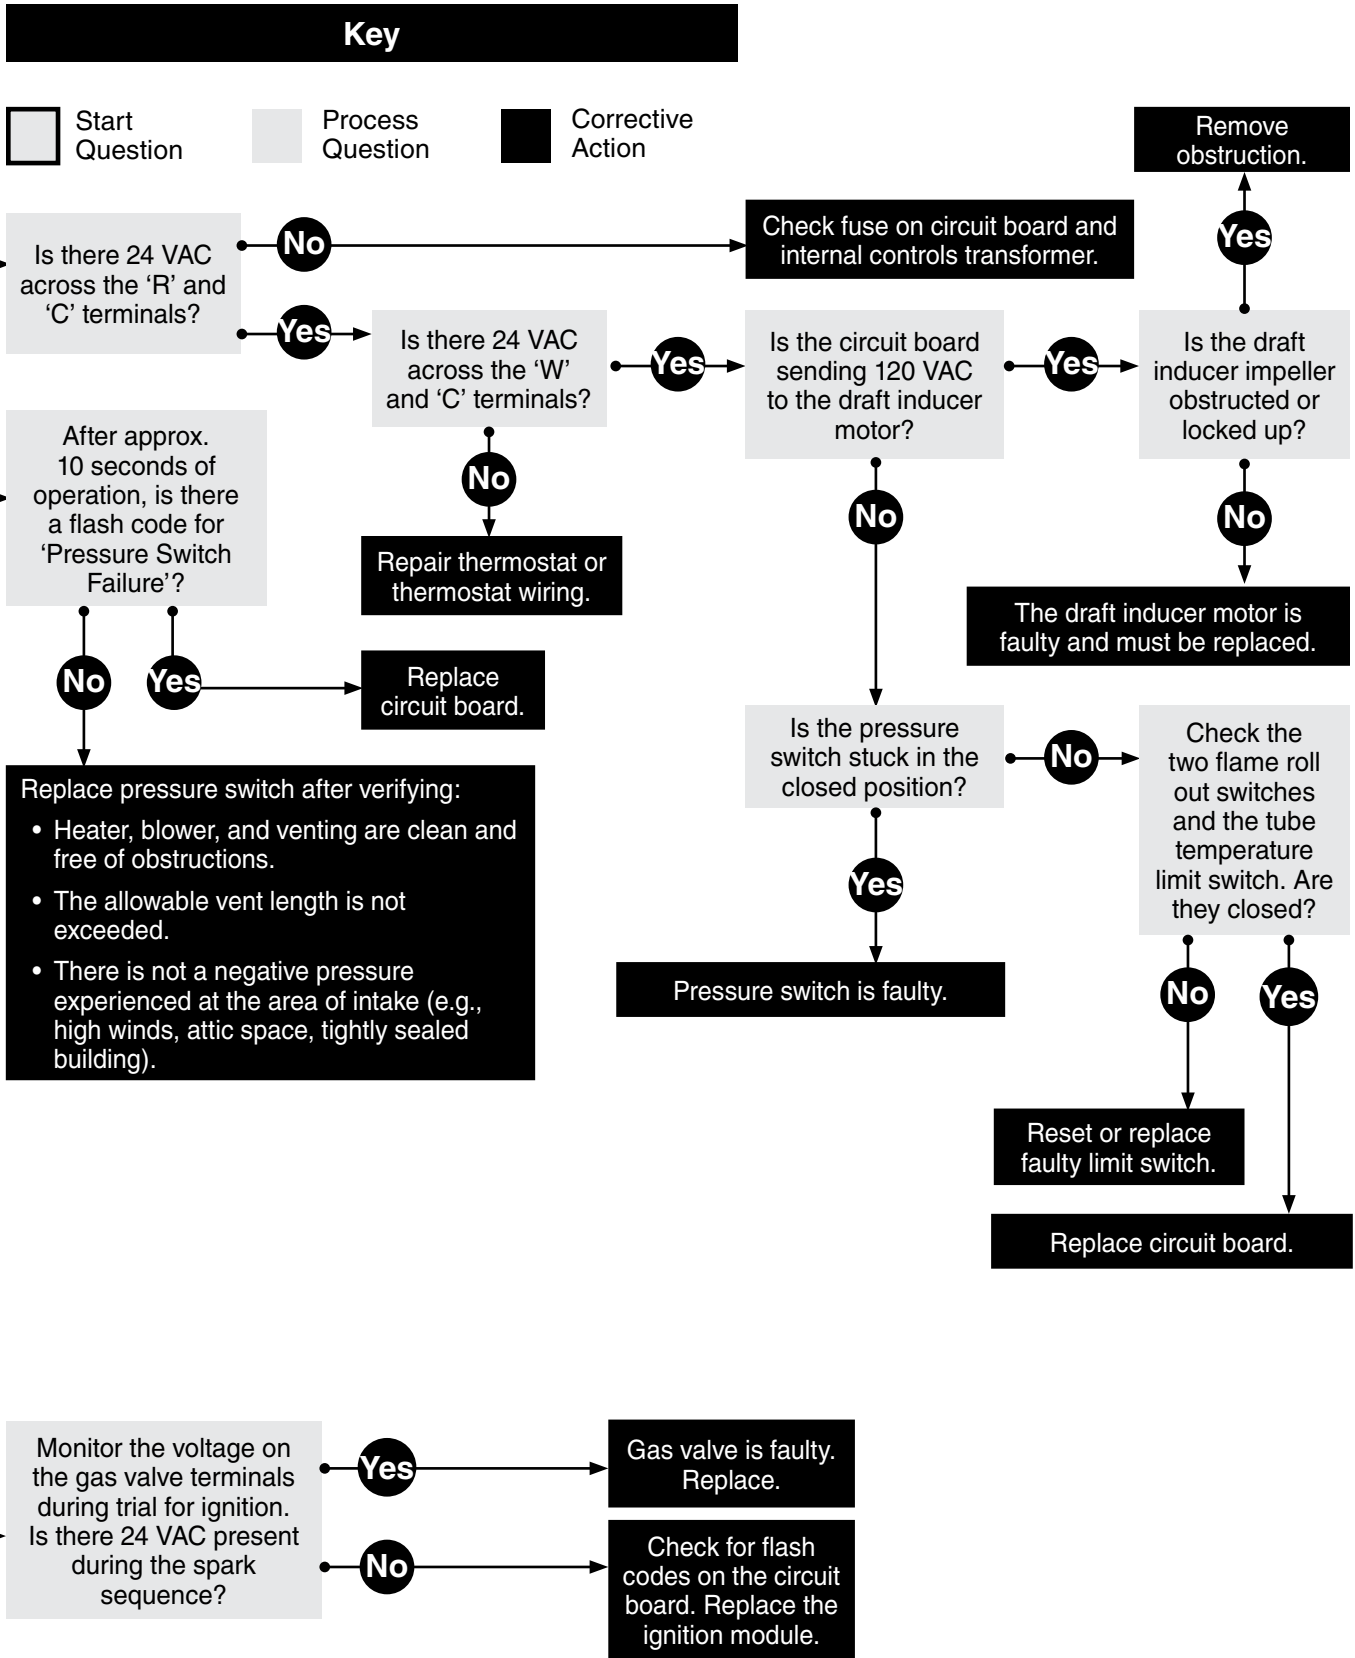 Key
Start
Question
Process
Question
Corrective
Action
Remove
obstruction.
Yes
Is there 24 VAC
across the ‘R’ and
‘C’ terminals?
No
Check fuse on circuit board and
internal controls transformer.
Yes
Is there 24 VAC
across the ‘W’
and ‘C’ terminals?
Yes
Is the circuit board
sending 120 VAC
to the draft inducer
motor?
Yes
Is the draft
inducer impeller
obstructed or
locked up?
No
Repair thermostat or
thermostat wiring.
No
No
The draft inducer motor is
faulty and must be replaced.
After approx.
10 seconds of
operation, is there
a flash code for
‘Pressure Switch
Failure’?
No
Yes
Replace
circuit board.
Replace pressure switch after verifying:
• Heater, blower, and venting are clean and
free of obstructions.
• The allowable vent length is not
exceeded.
• There is not a negative pressure
experienced at the area of intake (e.g.,
high winds, attic space, tightly sealed
building).
Is the pressure
switch stuck in the
closed position?
No
Check the
two flame roll
out switches
and the tube
temperature
limit switch. Are
they closed?
Yes
Pressure switch is faulty.
No
Yes
Reset or replace
faulty limit switch.
Replace circuit board.
Monitor the voltage on
the gas valve terminals
during trial for ignition.
Is there 24 VAC present
during the spark
sequence?
Yes
Gas valve is faulty.
Replace.
No
Check for flash
codes on the circuit
board. Replace the
ignition module.